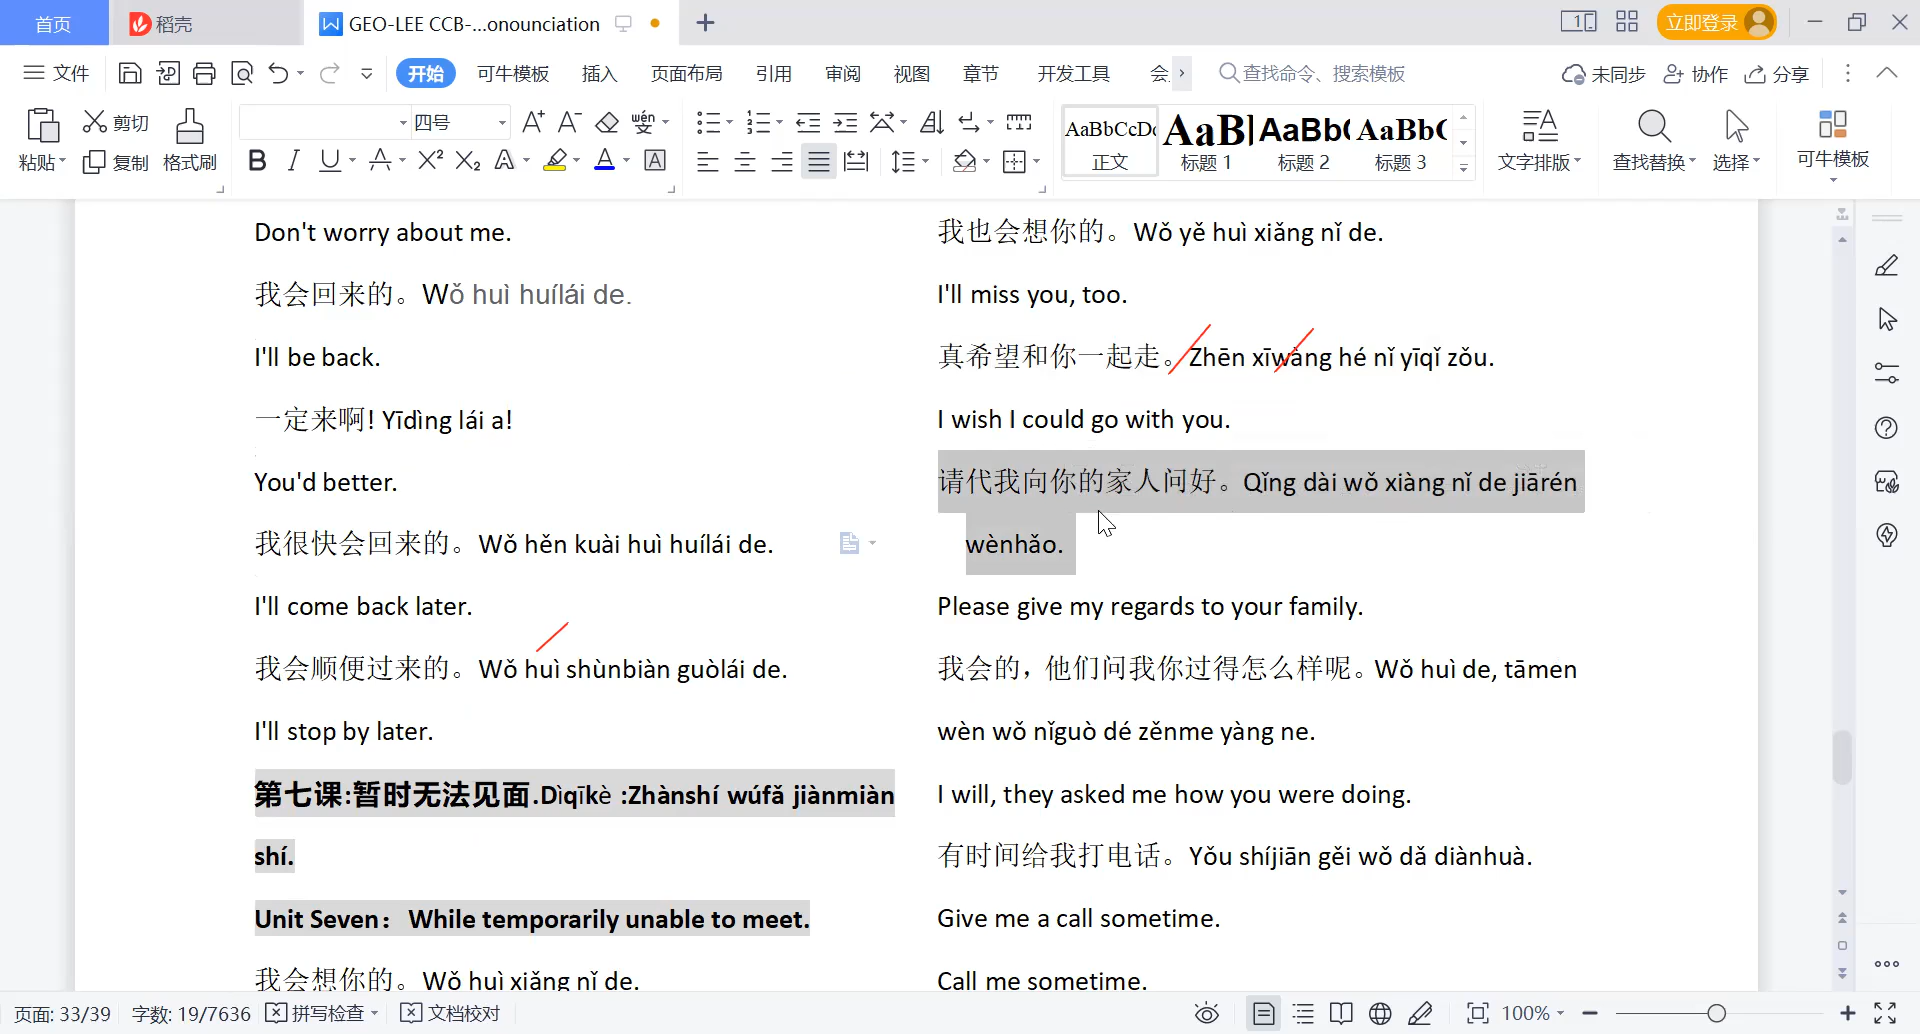 首页
稻壳
GEO-LEE CCB-...onounciation
立即登录
文件
开始
可牛模板
插入
页面布局
引用
审阅
视图
章节
开发工具
会
查找命令、搜索模板
未同步
协作
分享
粘贴
剪切
复制
格式刷
四号
AaBbCcDd
正文
AaBl
标题 1
AaBb(
标题 2
AaBb(
标题 3
文字排版
查找替换
选择
可牛模板
Don't worry about me.
我会回来的。Wǒ huì huílái de.
I'll be back.
一定来啊! Yīdìng lái a!
You'd better.
我很快会回来的。Wǒ hěn kuài huì huílái de.
I'll come back later.
我会顺便过来的。Wǒ huì shùnbiàn guòlái de.
I'll stop by later.
第七课:暂时无法见面.Dìqīkè :Zhànshí wúfǎ jiànmiàn
shí.
Unit Seven：While temporarily unable to meet.
我会想你的。Wǒ huì xiǎng nǐ de.
我也会想你的。Wǒ yě huì xiǎng nǐ de.
I'll miss you, too.
真希望和你一起走。Zhēn xīwàng hé nǐ yīqǐ zǒu.
I wish I could go with you.
请代我向你的家人问好。Qǐng dài wǒ xiàng nǐ de jiārén
wènhǎo.
Please give my regards to your family.
我会的，他们问我你过得怎么样呢。Wǒ huì de, tāmen
wèn wǒ nǐguò dé zěnme yàng ne.
I will, they asked me how you were doing.
有时间给我打电话。Yǒu shíjiān gěi wǒ dǎ diànhuà.
Give me a call sometime.
Call me sometime.
页面: 33/39
字数: 19/7636
拼写检查
文档校对
100%